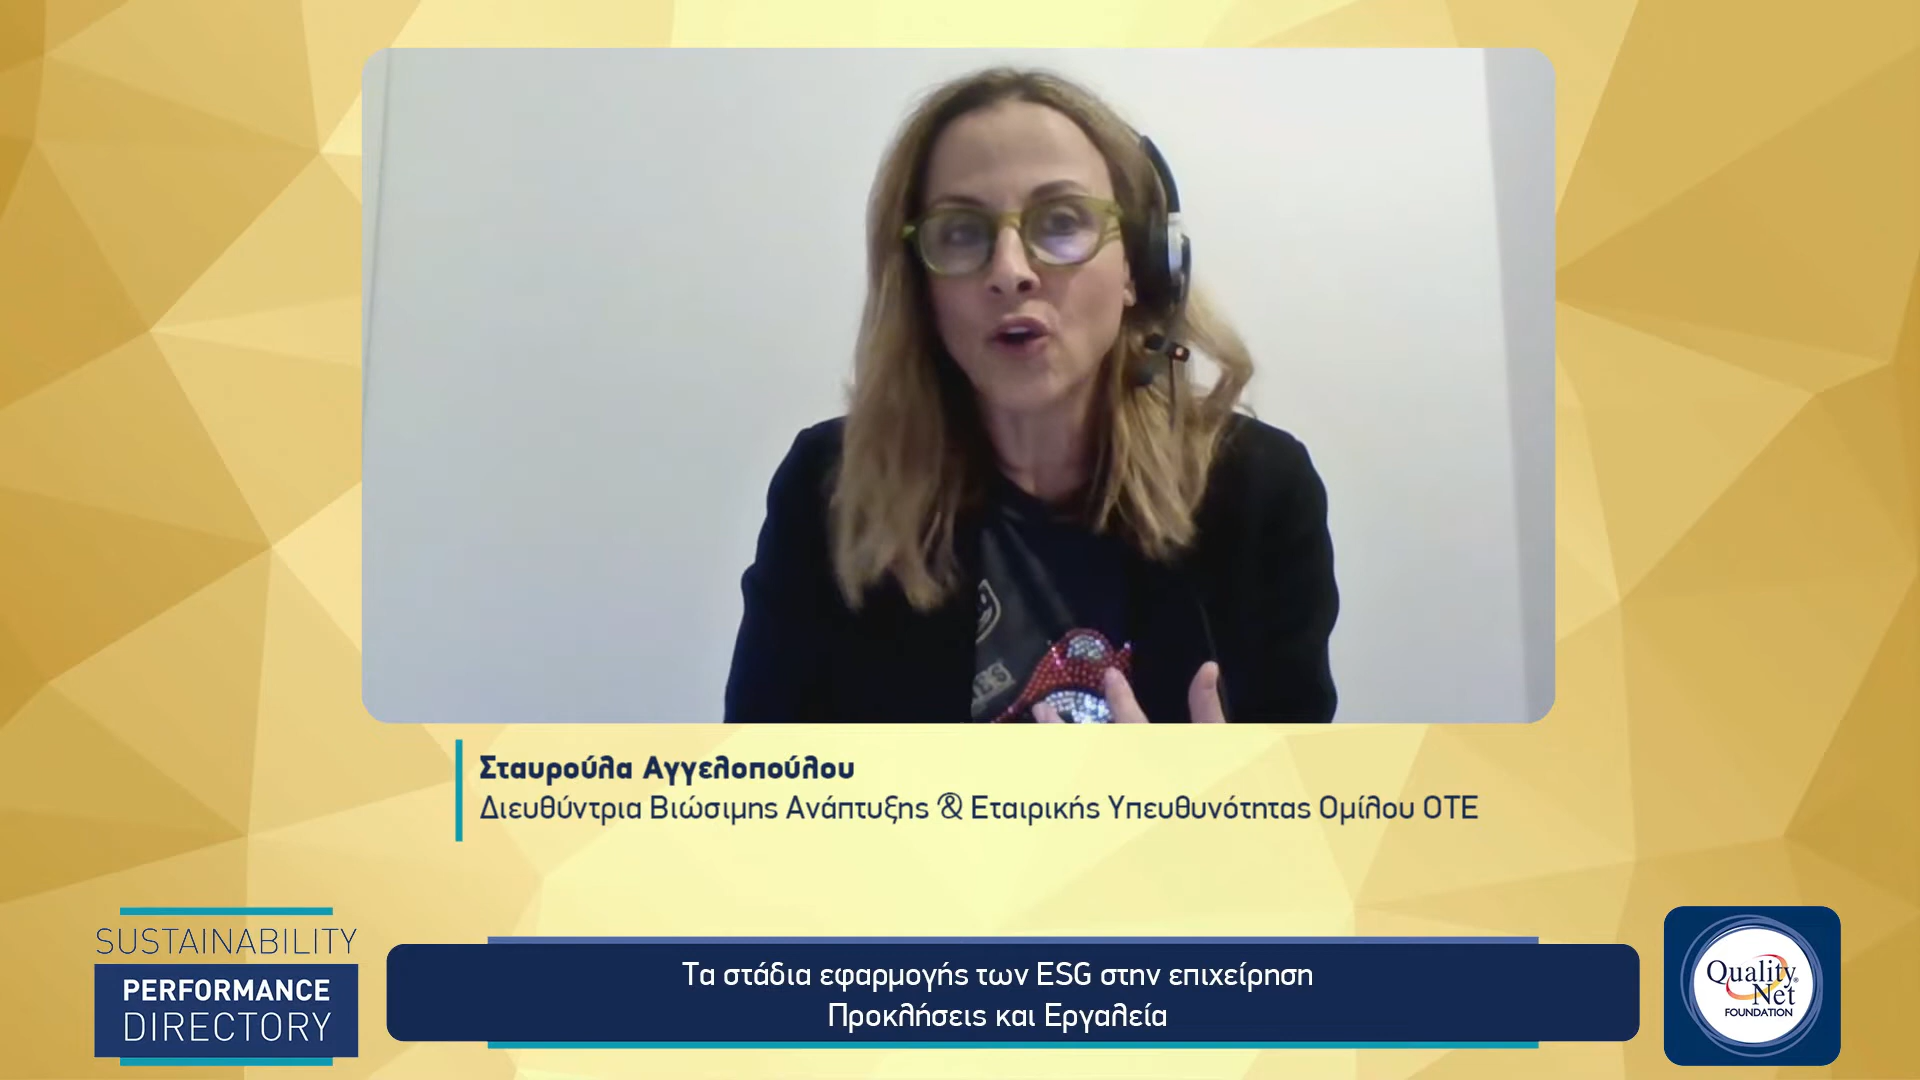 Σταυρούλα Αγγελοπούλου
Διευθύντρια Βιώσιμης Ανάπτυξης & Εταιρικής Υπευθυνότητας Ομίλου ΟΤΕ
SUSTAINABILITY
PERFORMANCE
DIRECTORY
Τα στάδια εφαρμογής των ESG στην επιχείρηση
Προκλήσεις και Εργαλεία
Quality
Net
FOUNDATION